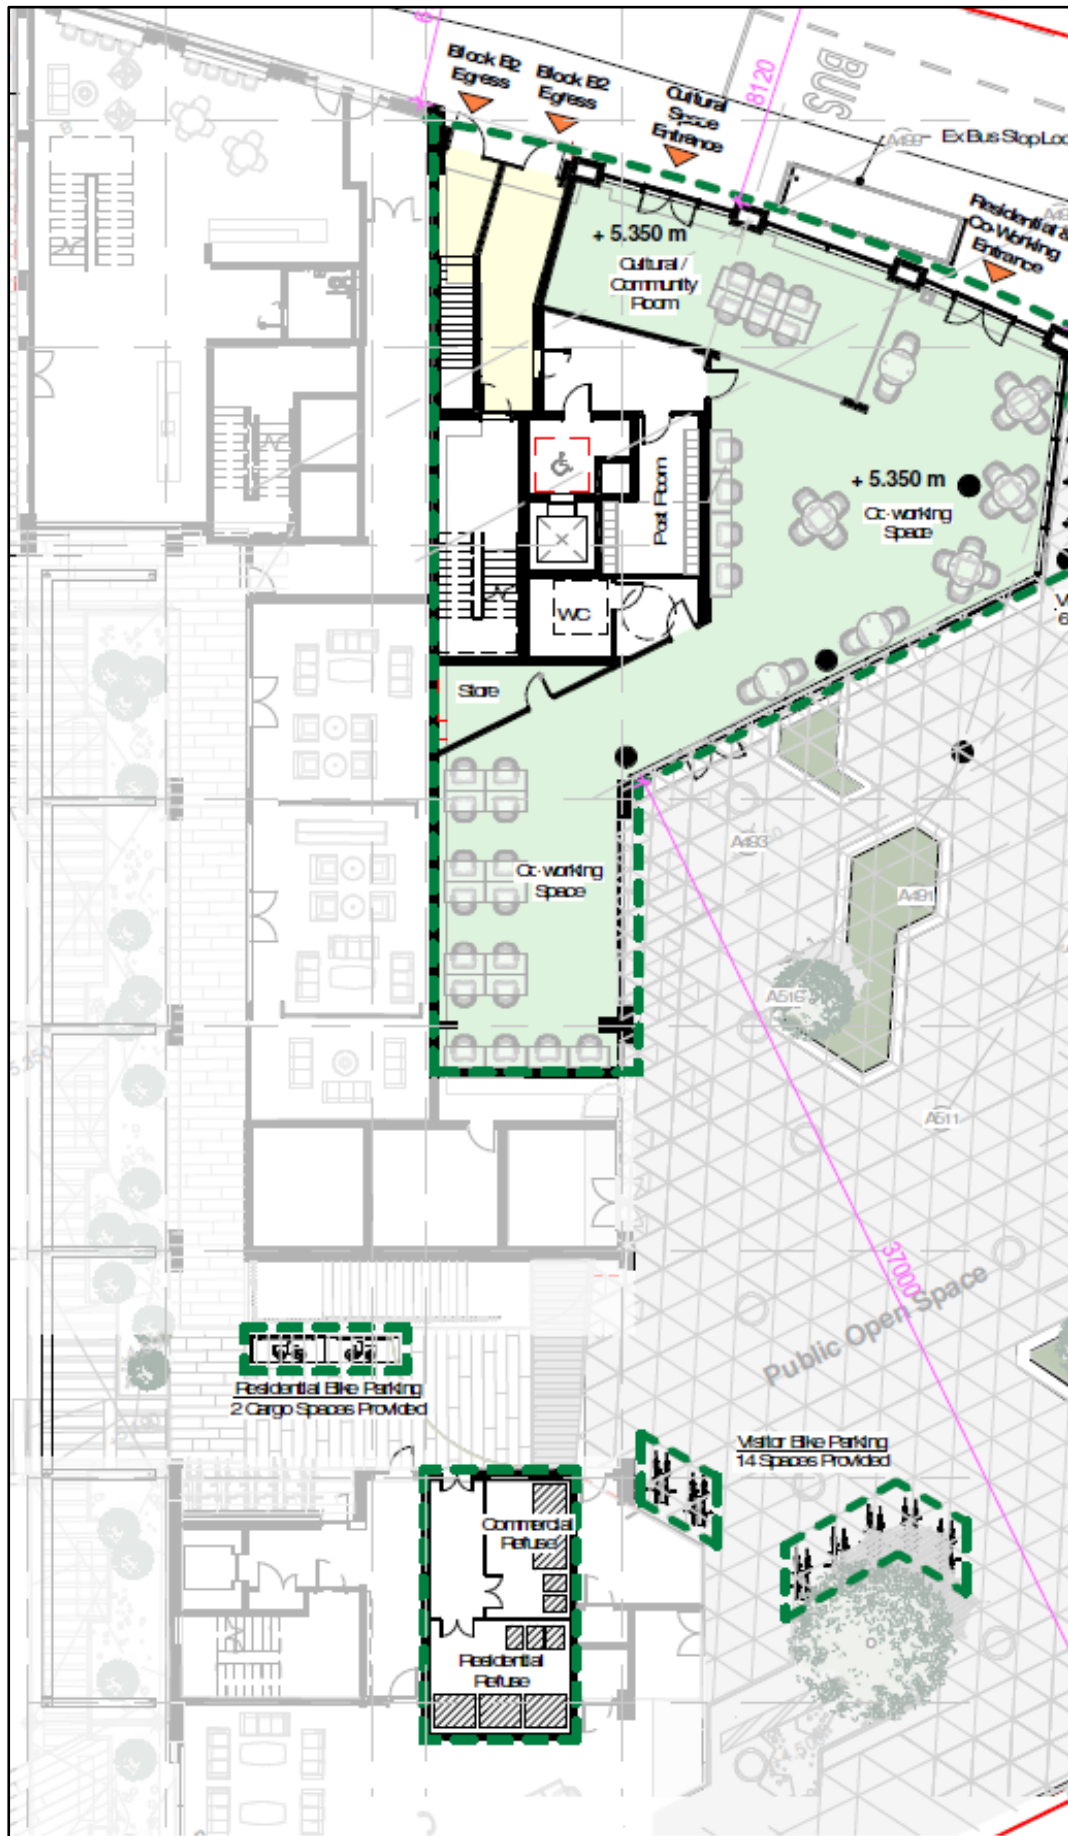 Block B2
Egress
Block B2
Egress
Cultural
Space
Entrance
8120
BUS
A499
Ex Bus Stop Loc
Residential &
Co-Working
Entrance
+ 5.350 m
Cultural /
Community
Room
+ 5.350 m
Co-working
Space
Post Room
WC
Store
Co-working
Space
A493
A491
A516
A511
37000
Public Open Space
Residential Bike Parking
2 Cargo Spaces Provided
Visitor Bike Parking
14 Spaces Provided
Commercial
Refuse
Residential
Refuse